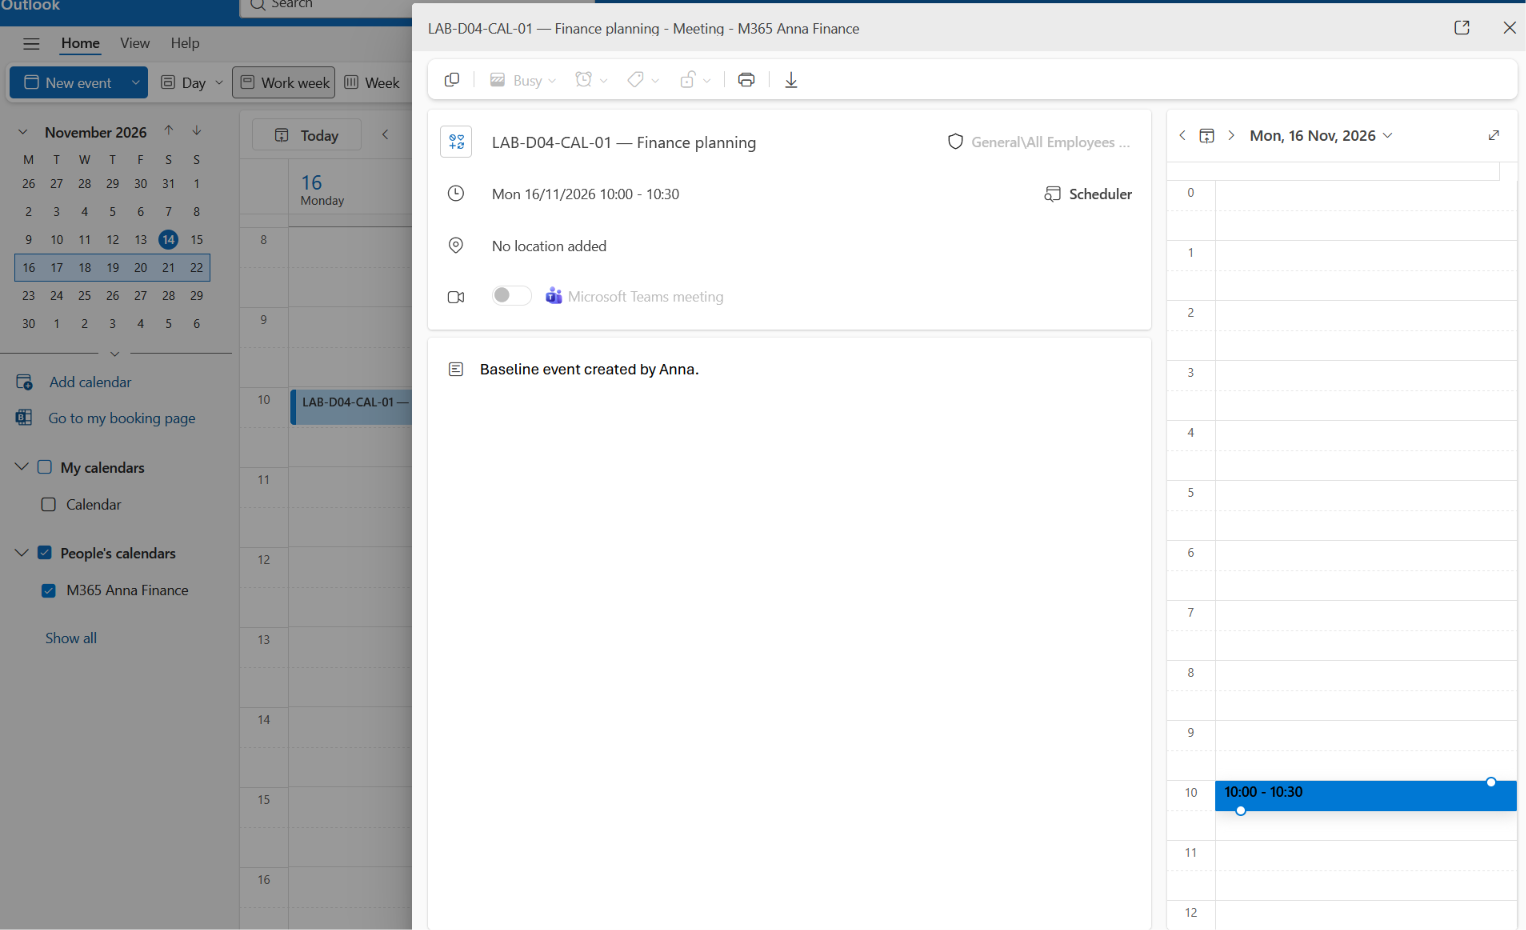 Outlook
Search
Home View Help
New event Day Work week Week
November 2026
M T W T F S S
26 27 28 29 30 31 1
2 3 4 5 6 7 8
9 10 11 12 13 14 15
16 17 18 19 20 21 22
23 24 25 26 27 28 29
30 1 2 3 4 5 6
Add calendar
Go to my booking page
My calendars
Calendar
People's calendars
M365 Anna Finance
Show all
Today
16
Monday
8
9
10
LAB-D04-CAL-01 —
11
12
13
14
15
16
LAB-D04-CAL-01 — Finance planning - Meeting - M365 Anna Finance
Busy
LAB-D04-CAL-01 — Finance planning
General\All Employees ...
Mon 16/11/2026 10:00 - 10:30
Scheduler
No location added
Microsoft Teams meeting
Baseline event created by Anna.
Mon, 16 Nov, 2026
0
1
2
3
4
5
6
7
8
9
10
10:00 - 10:30
11
12